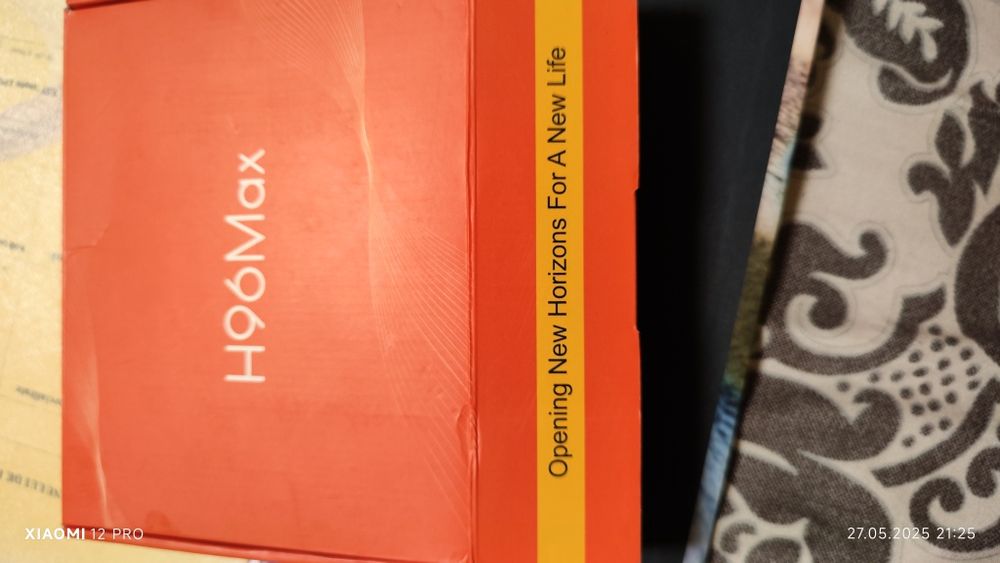 H96Max
Opening New Horizons For A New Life
XIAOMI 12 PRO
27.05.2025 21:25